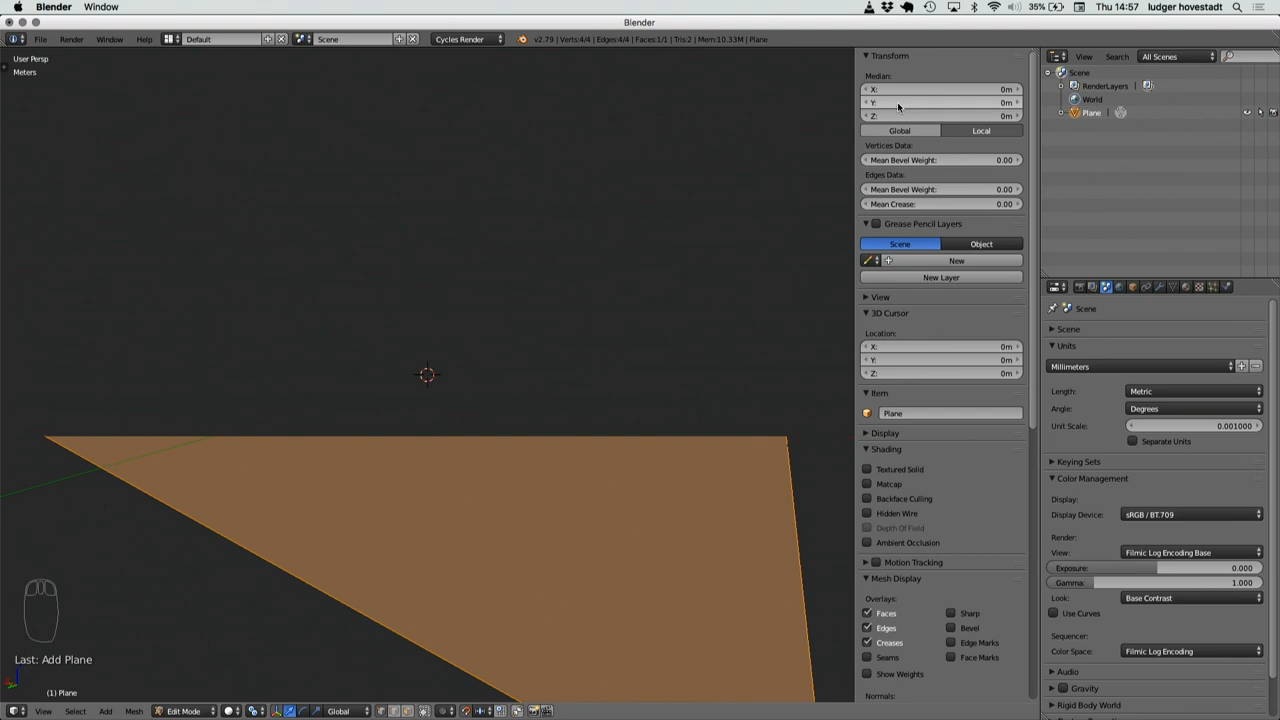 Blender Window 35% Thu 14:57 ludger hovestadt
Blender
File Render Window Help Default Scene Cycles Render v2.79 | Verts:4/4 | Edges:4/4 | Faces:1/1 | Tris:2 | Mem:10.33M | Plane
User Persp
Meters
Transform
Median:
X: 0m
Y: 0m
Z: 0m
Global Local
Vertices Data:
Mean Bevel Weight: 0.00
Edges Data:
Mean Bevel Weight: 0.00
Mean Crease: 0.00
Grease Pencil Layers
Scene Object
New
New Layer
View
3D Cursor
Location:
X: 0m
Y: 0m
Z: 0m
Item
Plane
Display
Shading
Textured Solid
Matcap
Backface Culling
Hidden Wire
Depth Of Field
Ambient Occlusion
Motion Tracking
Mesh Display
Overlays:
Faces Sharp
Edges Bevel
Creases Edge Marks
Seams Face Marks
Show Weights
Normals:
View Search All Scenes
Scene
RenderLayers |
World
Plane |
Scene
Scene
Units
Millimeters
Length: Metric
Angle: Degrees
Unit Scale: 0.001000
Separate Units
Keying Sets
Color Management
Display:
Display Device: sRGB / BT.709
Render:
View: Filmic Log Encoding Base
Exposure: 0.000
Gamma: 1.000
Look: Base Contrast
Use Curves
Sequencer:
Color Space: Filmic Log Encoding
Audio
Gravity
Rigid Body World
Last: Add Plane
(1) Plane
View Select Add Mesh Edit Mode Global